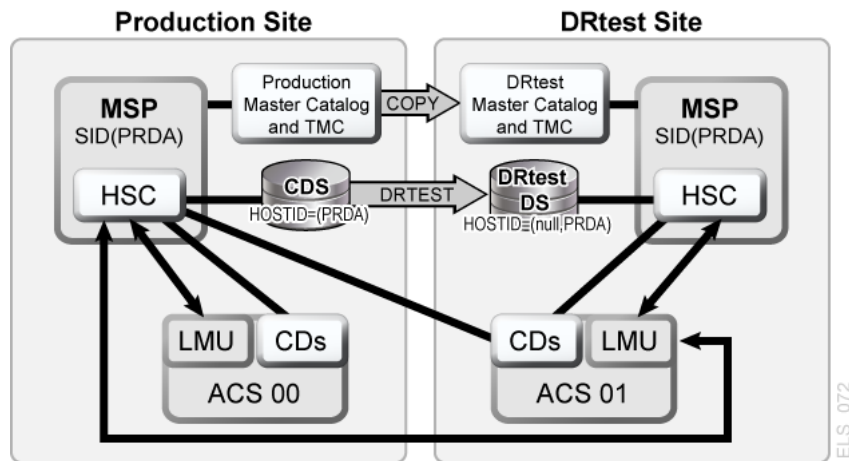 Production Site
DRtest Site
MSP
SID(PRDA)
HSC
Production
Master Catalog
and TMC
COPY
DRtest
Master Catalog
and TMC
MSP
SID(PRDA)
HSC
CDS
HOSTID=(PRDA)
DRTEST
DRtest
DS
HOSTID=(null,PRDA)
LMU
CDs
ACS 00
CDs
LMU
ACS 01
ELS_072